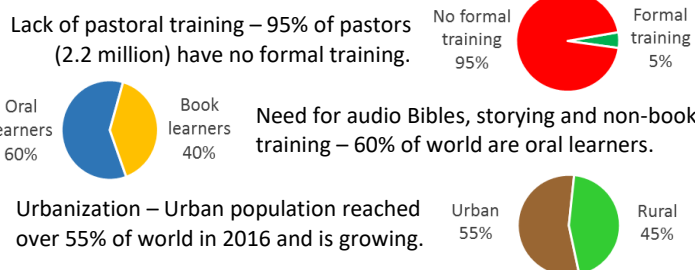 Lack of pastoral training – 95% of pastors
(2.2 million) have no formal training.
No formal
training
95%
Formal
training
5%
Oral
earners
60%
Book
learners
40%
Need for audio Bibles, storying and non-book
training – 60% of world are oral learners.
Urbanization – Urban population reached
over 55% of world in 2016 and is growing.
Urban
55%
Rural
45%